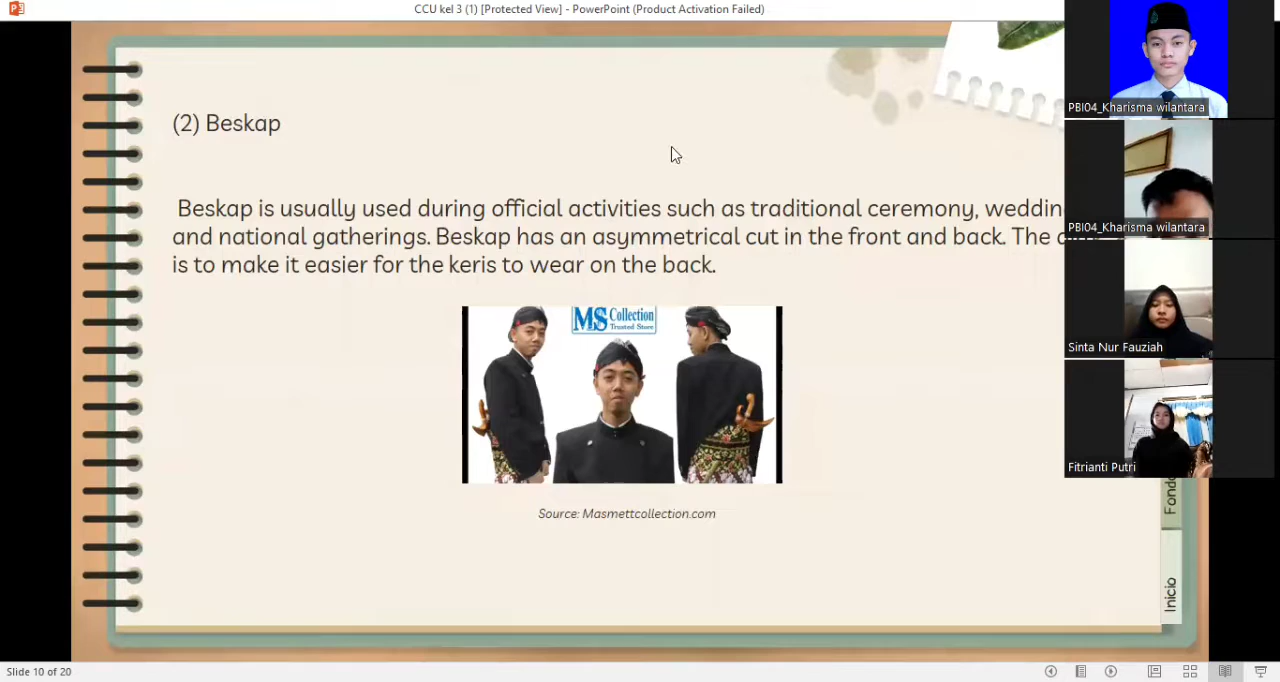 CCU kel 3 (1) [Protected View] - PowerPoint (Product Activation Failed)
(2) Beskap
Beskap is usually used during official activities such as traditional ceremony,
and national gatherings. Beskap has an asymmetrical cut in the front and back. The
is to make it easier for the keris to wear on the back.
MS Collection
Trusted Store
Source: Masmettcollection.com
PBI04_Kharisma wilantara
PBI04_Kharisma wilantara
Sinta Nur Fauziah
Fitrianti Putri
Inicio
Slide 10 of 20